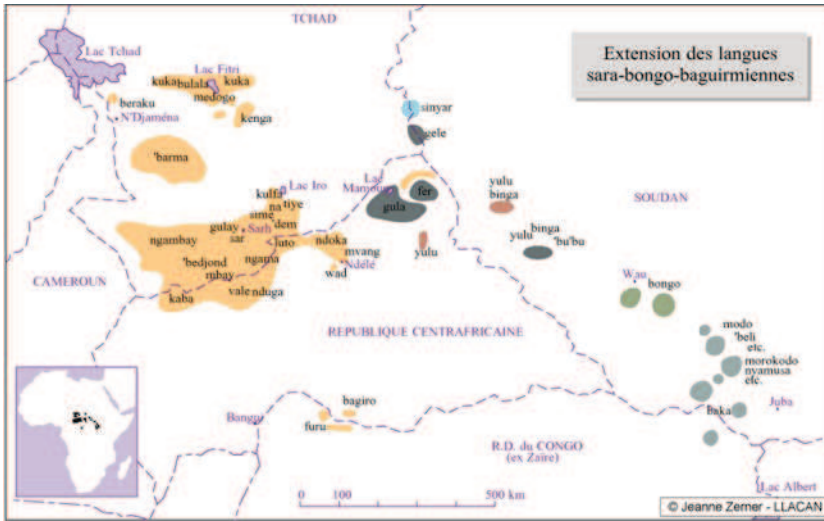 TCHAD
Extension des langues
sara-bongo-baguirmiennes
Lac Tchad
Lac Fitri
kuka
bulala
kuka
medogo
beraku
N'Djaména
kenga
sinyar
gele
'barma
Lac Iro
Lac
Mamoun
fer
gula
kulfa
na
tiye
sime
'dem
gulay
Sarh
sar
luto
ngambay
ndoka
mvang
Ndélé
wad
'bedjond
ngama
mbay
kaba
vale
nduga
yulu
yulu
binga
SOUDAN
binga
yulu
'bu'bu
CAMEROUN
Wau
bongo
REPUBLIQUE CENTRAFRICAINE
modo
'beli
etc.
morokodo
nyamusa
etc.
baka
Juba
bagiro
Bangui
furu
R.D. du CONGO
(ex Zaïre)
Lac Albert
0 100 500 km
© Jeanne Zerner - LLACAN